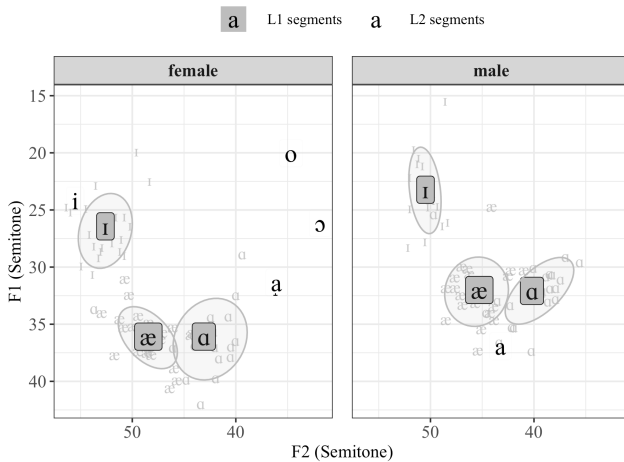 a L1 segments a L2 segments
female male
15
20
25
30
35
40
i
o
ɔ
a̞
ɪ
æ
ɑ
ɪ
æ
ɑ
a
50 40 50 40
F1 (Semitone)
F2 (Semitone)